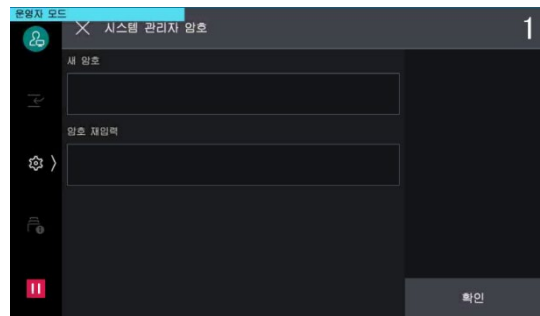 운영자 모드
시스템 관리자 암호
1
새 암호
암호 재입력
확인